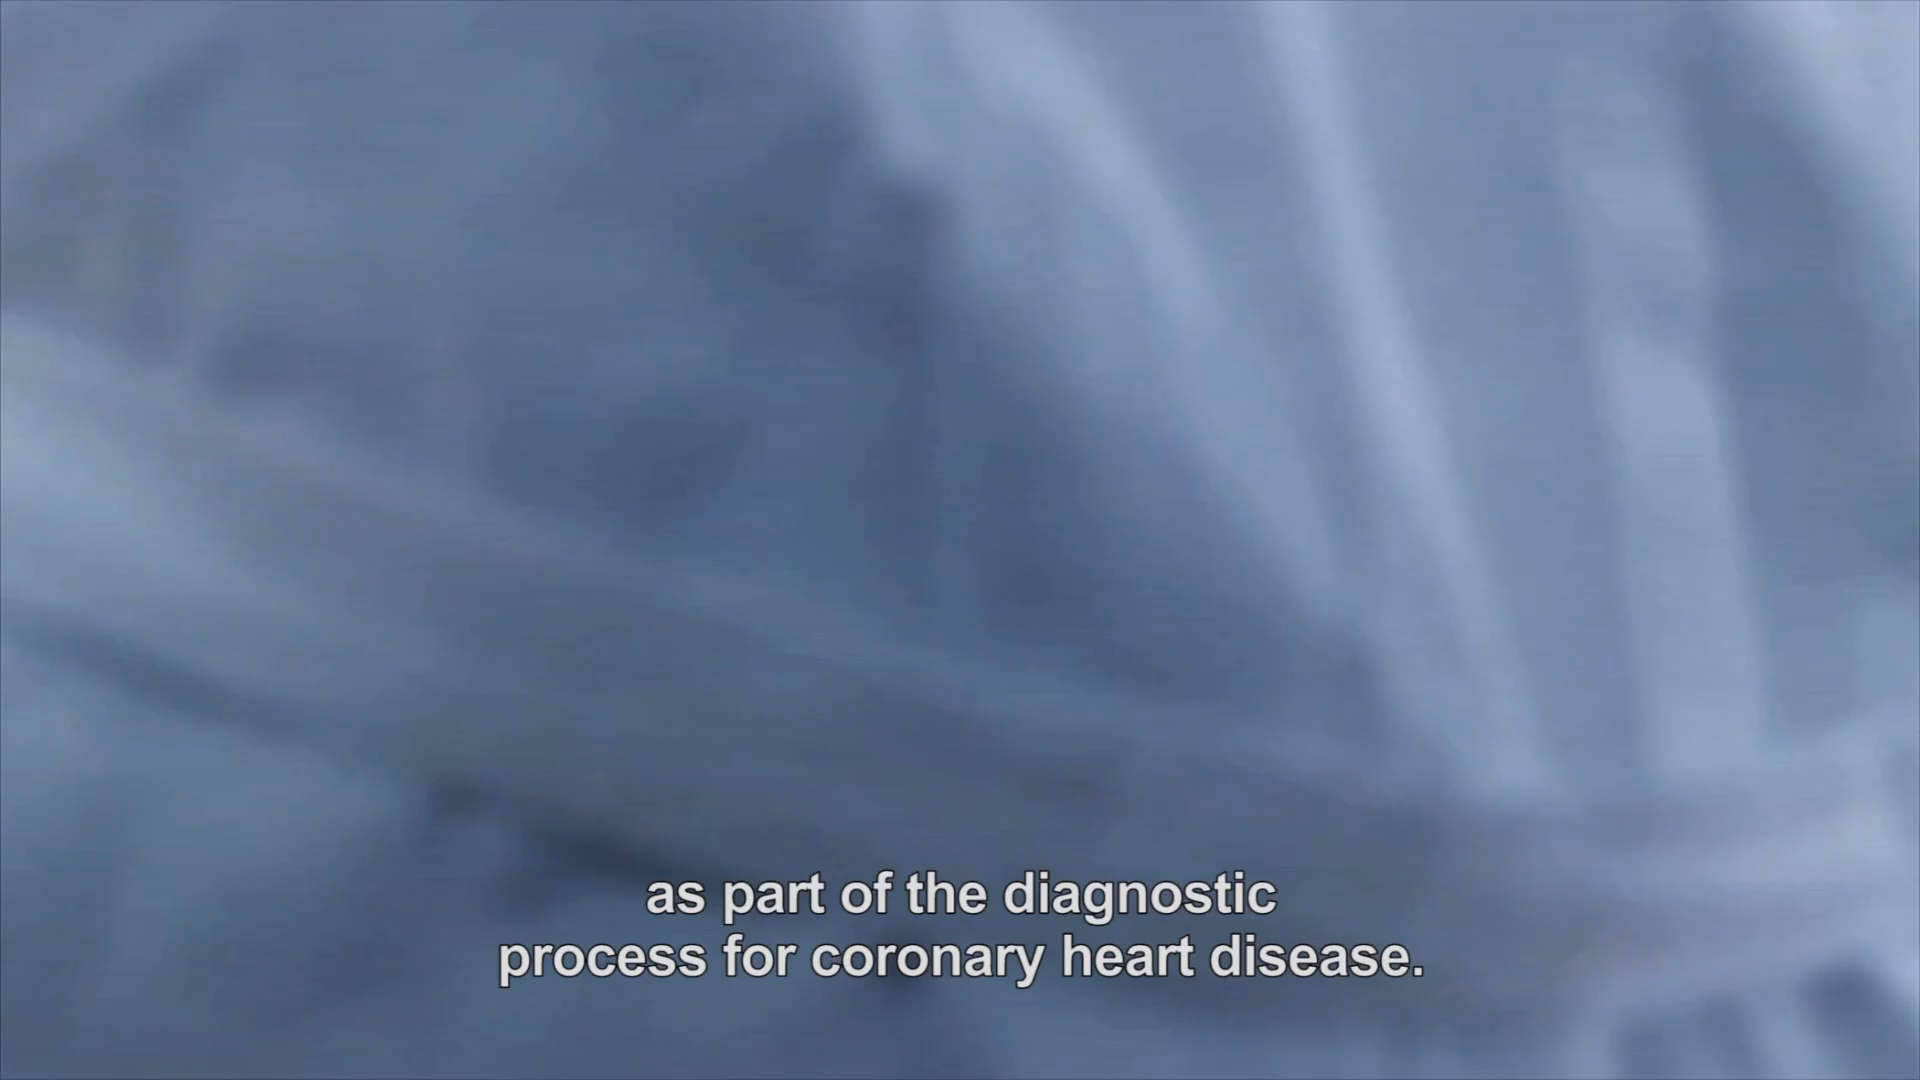 as part of the diagnostic
process for coronary heart disease.